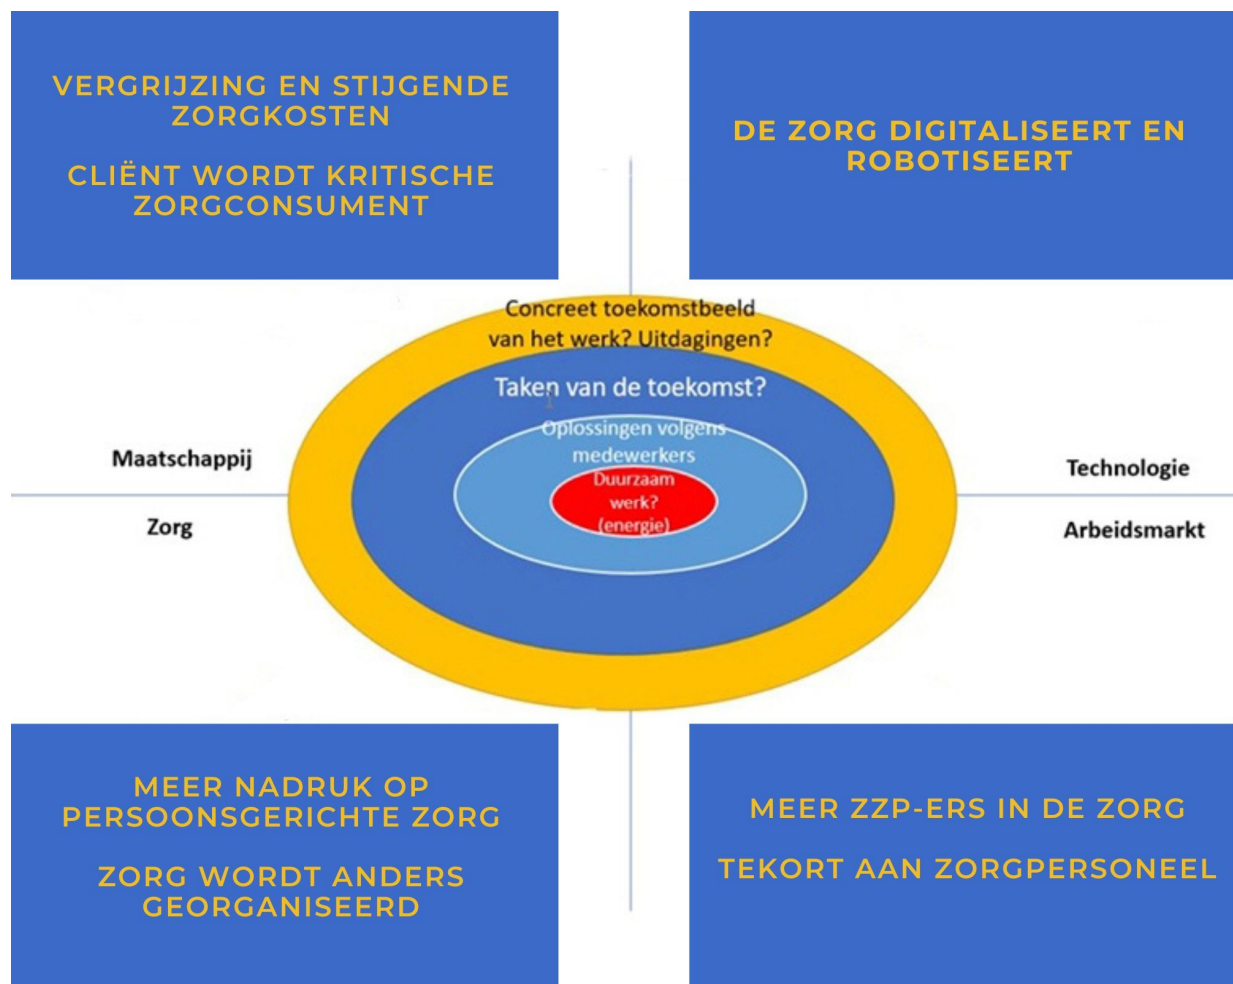 VERGRIJZING EN STIJGENDE
ZORGKOSTEN
CLIËNT WORDT KRITISCHE
ZORGCONSUMENT
DE ZORG DIGITALISEERT EN
ROBOTISEERT
Concreet toekomstbeeld
van het werk? Uitdagingen?
Taken van de toekomst?
Oplossingen volgens
medewerkers
Duurzaam
werk?
(energie)
Maatschappij
Zorg
Technologie
Arbeidsmarkt
MEER NADRUK OP
PERSOONSGERICHTE ZORG
ZORG WORDT ANDERS
GEORGANISEERD
MEER ZZP-ERS IN DE ZORG
TEKORT AAN ZORGPERSONEEL